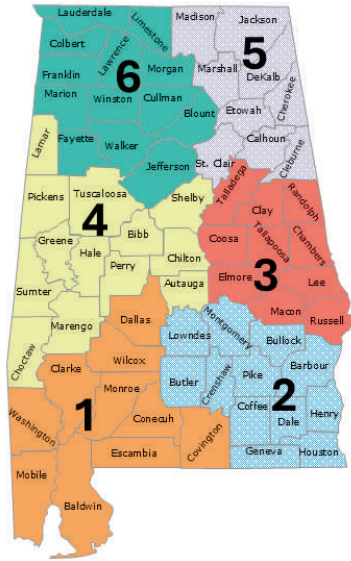 Lauderdale
Limestone
Madison
Jackson
Colbert
Lawrence
5
Franklin
6
Morgan
Marshall
DeKalb
Marion
Winston
Cullman
Cherokee
Etowah
Blount
Lamar
Fayette
Walker
Calhoun
Cleburne
Jefferson
St. Clair
Talladega
Randolph
Pickens
Tuscaloosa
Shelby
Clay
4
Greene
Bibb
Coosa
Tallapoosa
Chambers
Hale
Chilton
Perry
Elmore
3
Lee
Sumter
Autauga
Macon
Russell
Marengo
Dallas
Choctaw
Lowndes
Montgomery
Bullock
Clarke
Wilcox
Barbour
Monroe
Butler
Crenshaw
Pike
2
1
Washington
Conecuh
Coffee
Henry
Dale
Escambia
Covington
Geneva
Houston
Mobile
Baldwin